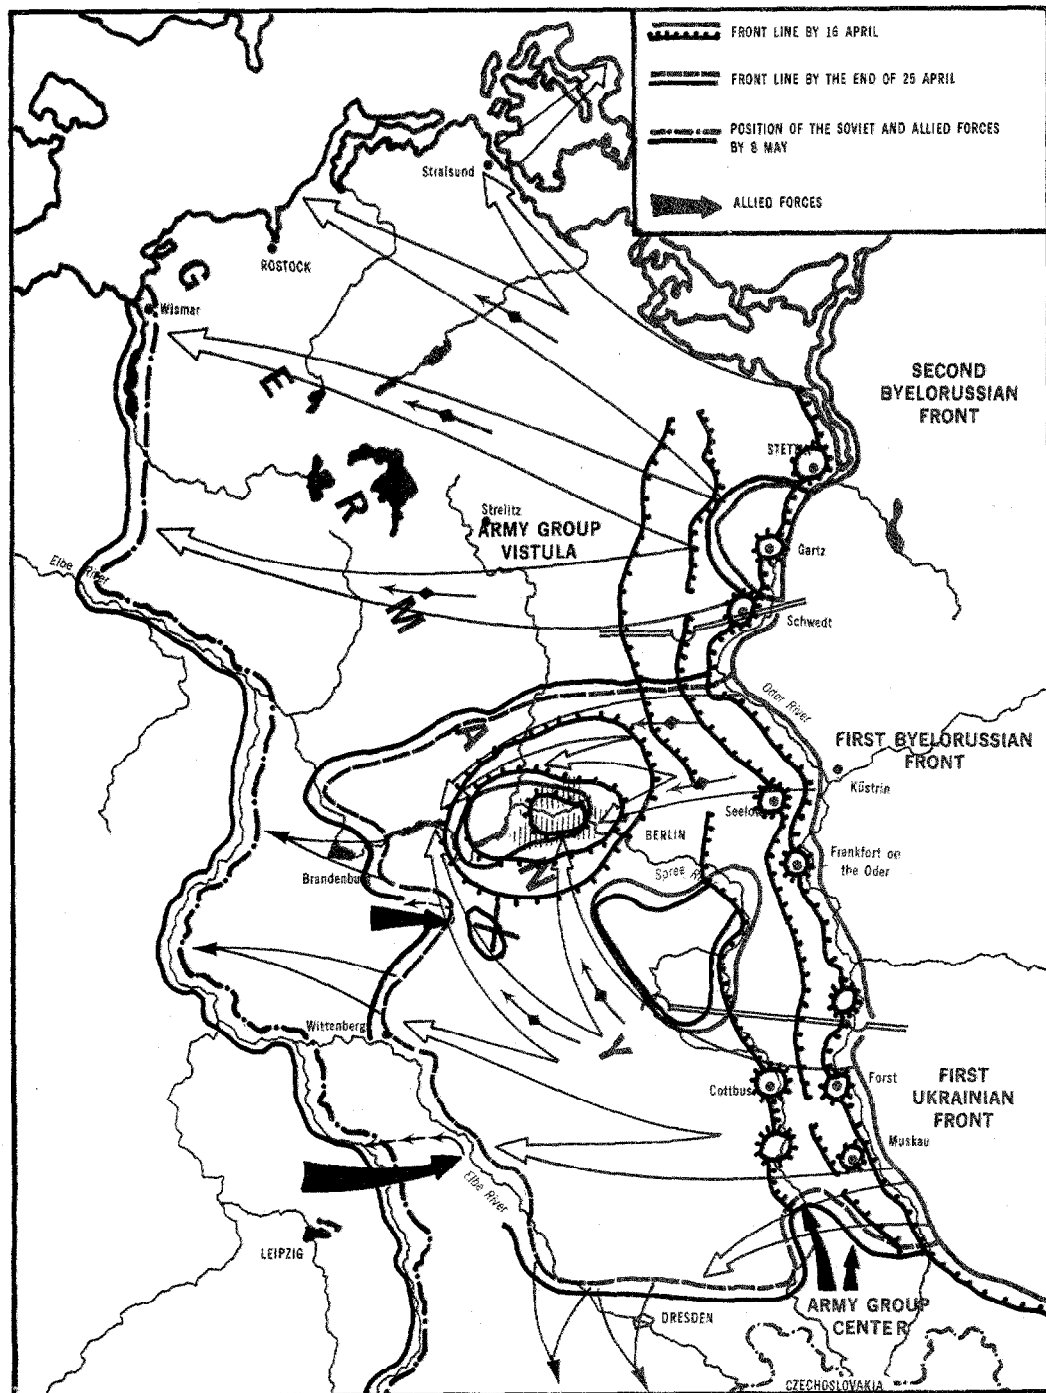 FRONT LINE BY 16 APRIL
FRONT LINE BY THE END OF 25 APRIL
POSITION OF THE SOVIET AND ALLIED FORCES
BY 8 MAY
ALLIED FORCES
Stralsund
ROSTOCK
Wismar
GERMANY
SECOND
BYELORUSSIAN
FRONT
STETTIN
Strelitz
ARMY GROUP
VISTULA
Gartz
Elbe River
Schwedt
Oder River
FIRST BYELORUSSIAN
FRONT
Küstrin
Seelow
BERLIN
Frankfort on
the Oder
Spree R
Brandenburg
Wittenberg
Cottbus
Forst
FIRST
UKRAINIAN
FRONT
Muskau
Elbe River
LEIPZIG
DRESDEN
ARMY GROUP
CENTER
CZECHOSLOVAKIA